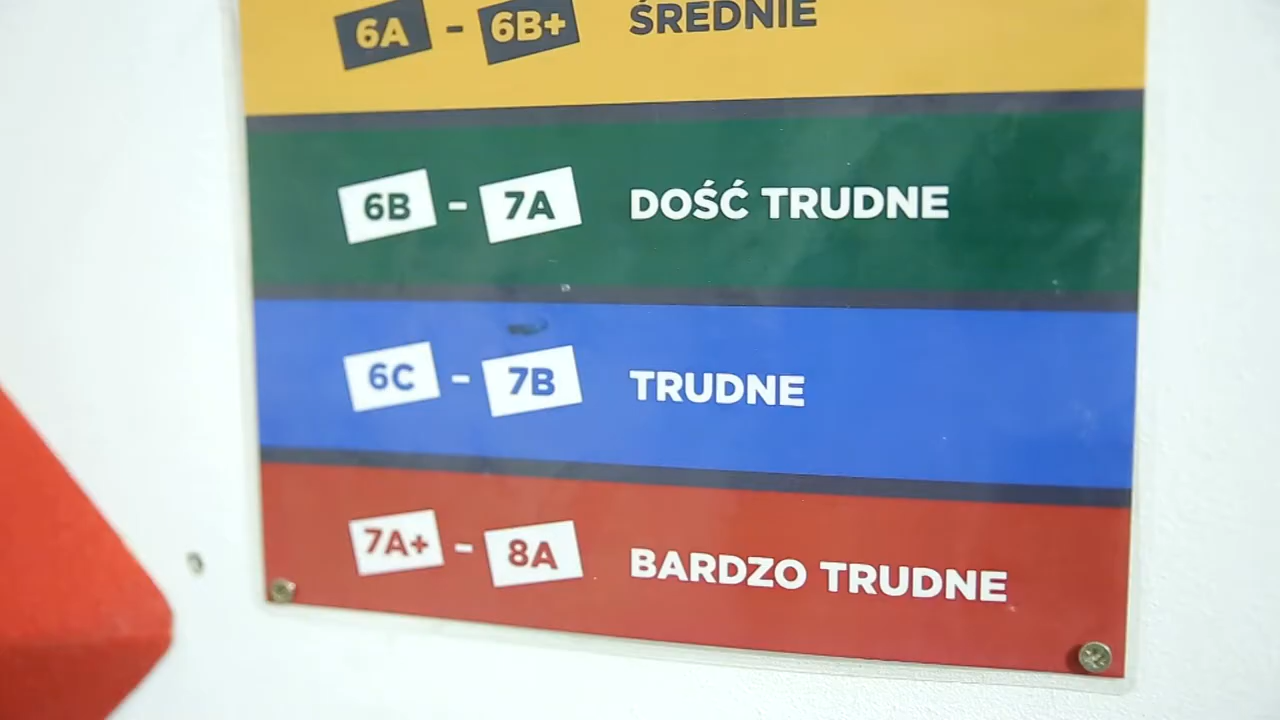 6A - 6B+ ŚREDNIE
6B - 7A DOŚĆ TRUDNE
6C - 7B TRUDNE
7A+ - 8A BARDZO TRUDNE